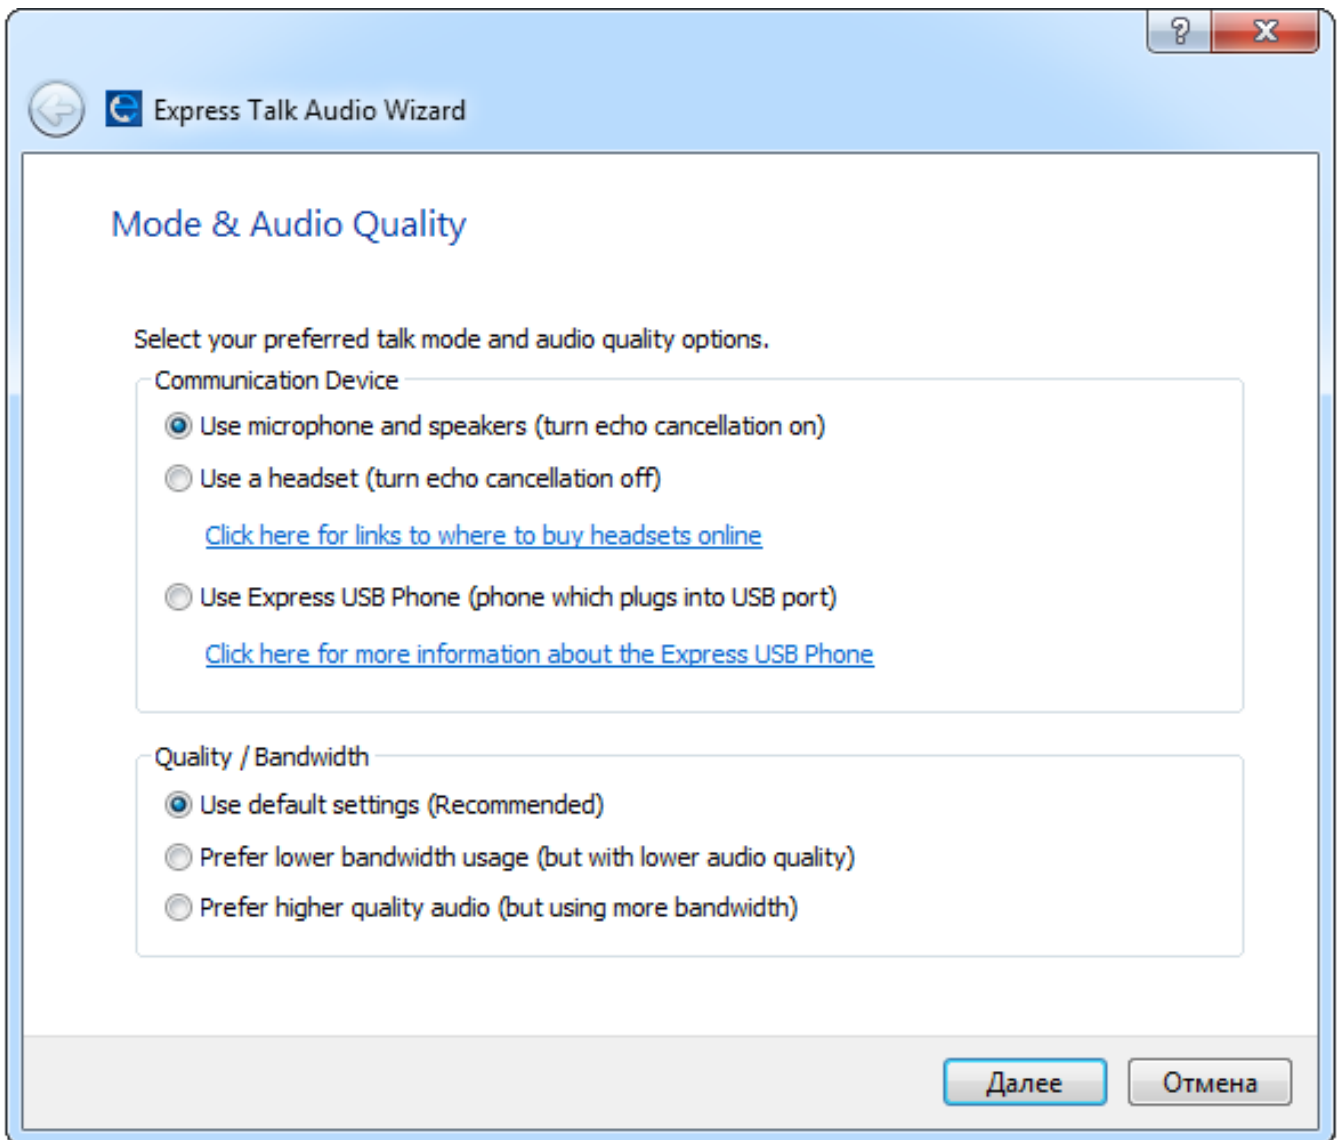 Express Talk Audio Wizard
Mode & Audio Quality
Select your preferred talk mode and audio quality options.
Communication Device
Use microphone and speakers (turn echo cancellation on)
Use a headset (turn echo cancellation off)
Click here for links to where to buy headsets online
Use Express USB Phone (phone which plugs into USB port)
Click here for more information about the Express USB Phone
Quality / Bandwidth
Use default settings (Recommended)
Prefer lower bandwidth usage (but with lower audio quality)
Prefer higher quality audio (but using more bandwidth)
Далее Отмена